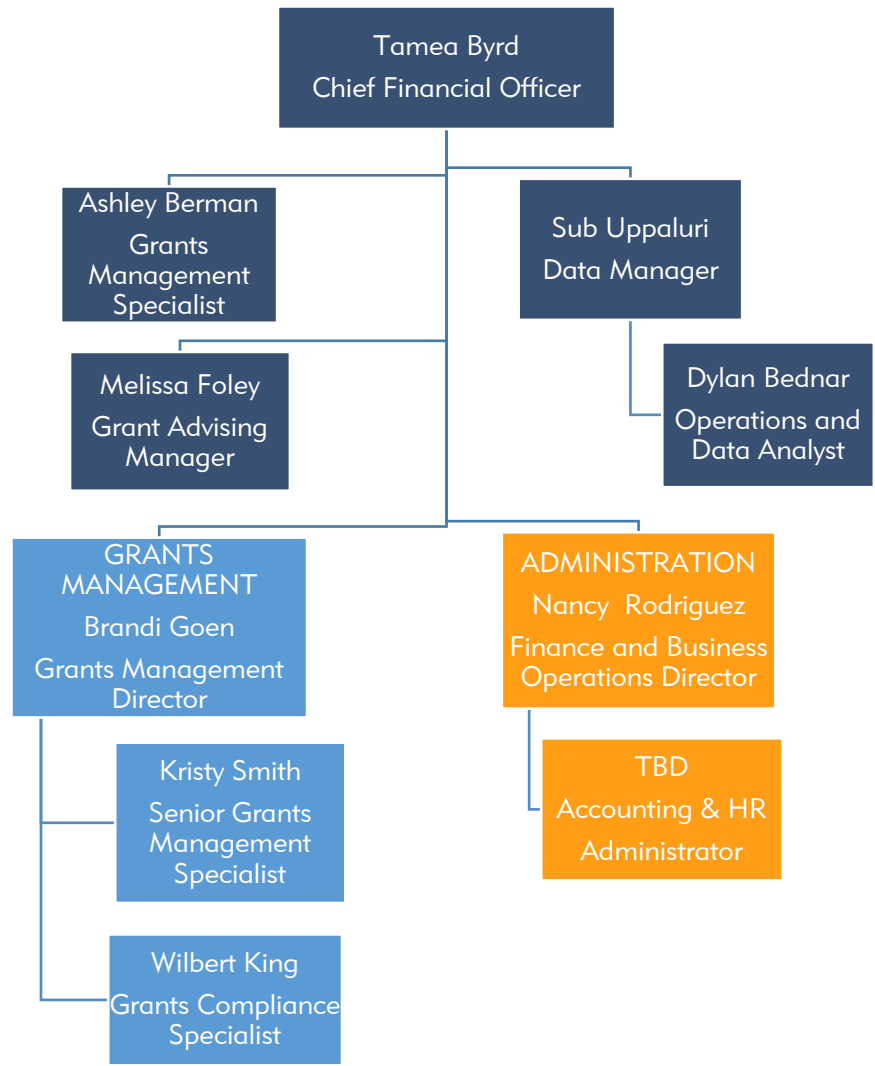 Tamea Byrd
Chief Financial Officer
Ashley Berman
Grants
Management
Specialist
Sub Uppaluri
Data Manager
Melissa Foley
Grant Advising
Manager
Dylan Bednar
Operations and
Data Analyst
GRANTS
MANAGEMENT
Brandi Goen
Grants Management
Director
ADMINISTRATION
Nancy  Rodriguez
Finance and Business
Operations Director
Kristy Smith
Senior Grants
Management
Specialist
TBD
Accounting & HR
Administrator
Wilbert King
Grants Compliance
Specialist